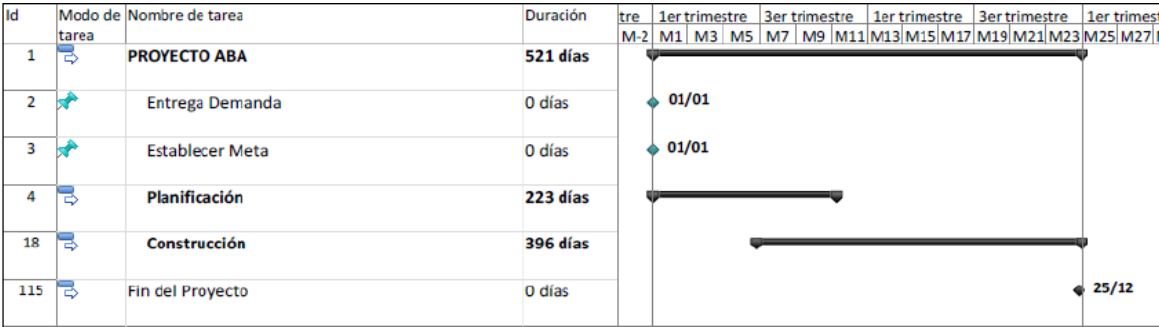 Id Modo de tarea Nombre de tarea Duración tre 1er trimestre 3er trimestre 1er trimestre 3er trimestre 1er trimest
M-2 M1 M3 M5 M7 M9 M11 M13 M15 M17 M19 M21 M23 M25 M27
1 PROYECTO ABA 521 días
2 Entrega Demanda 0 días 01/01
3 Establecer Meta 0 días 01/01
4 Planificación 223 días
18 Construcción 396 días
115 Fin del Proyecto 0 días 25/12